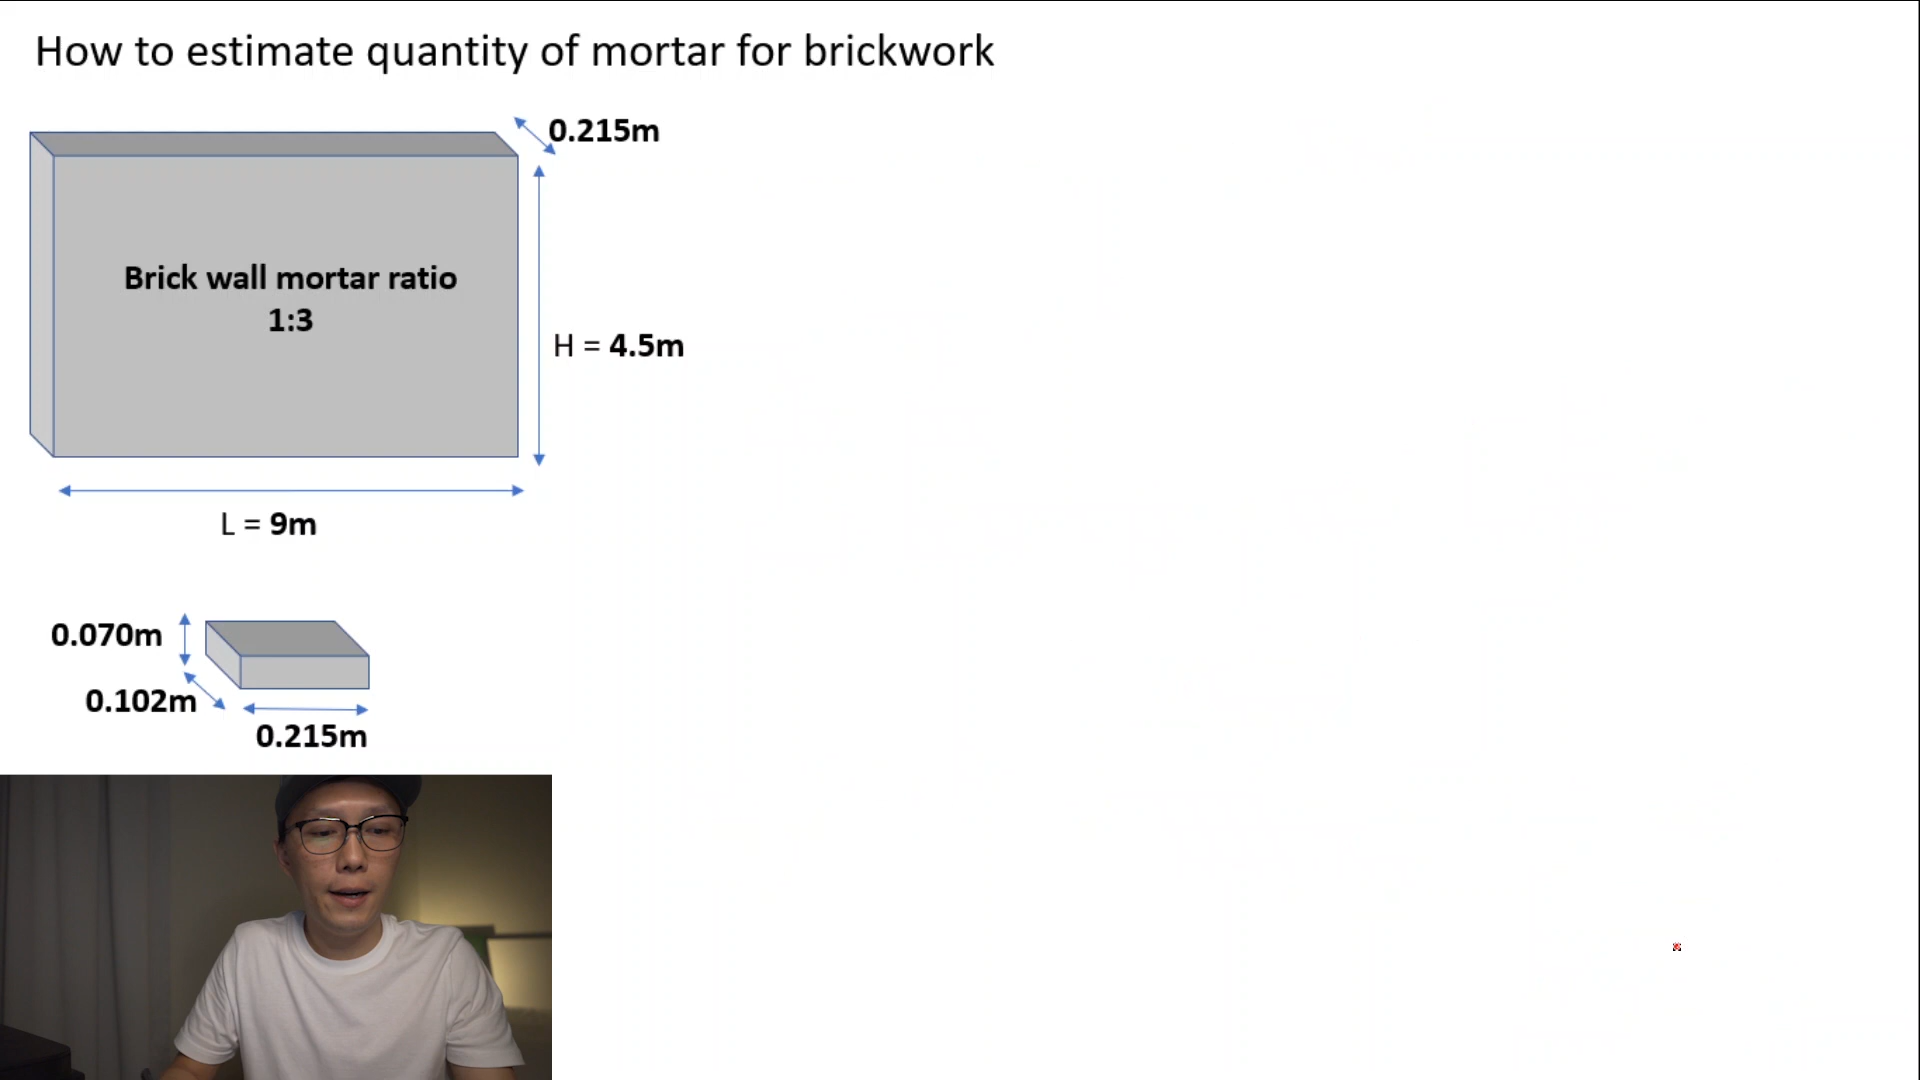 How to estimate quantity of mortar for brickwork
0.215m
Brick wall mortar ratio
1:3
H = 4.5m
L = 9m
0.070m
0.102m
0.215m